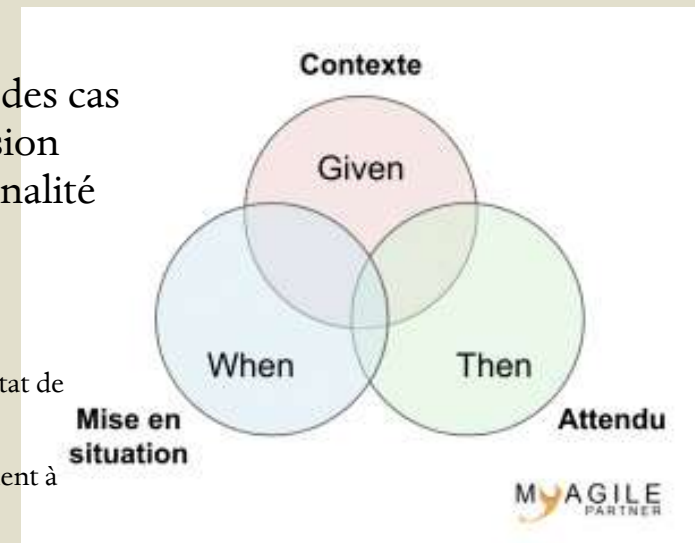 Contexte
des cas
sion
nalité
Given
When
Then
tat de
Mise en
situation
Attendu
ent à
MYAGILE
PARTNER